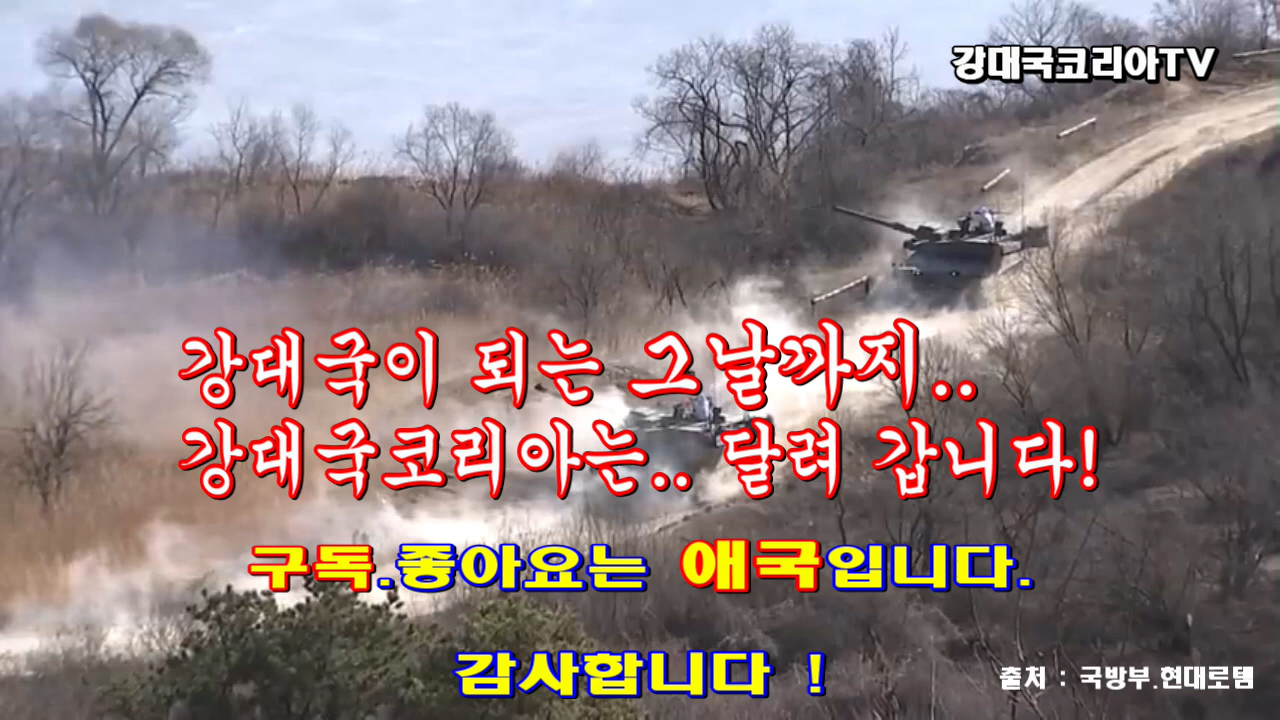 강대국코리아TV
강대국이 되는 그날까지..
강대국코리아는.. 달려 갑니다!
구독.좋아요는 애국입니다.
감사합니다 !
출처 : 국방부.현대로템